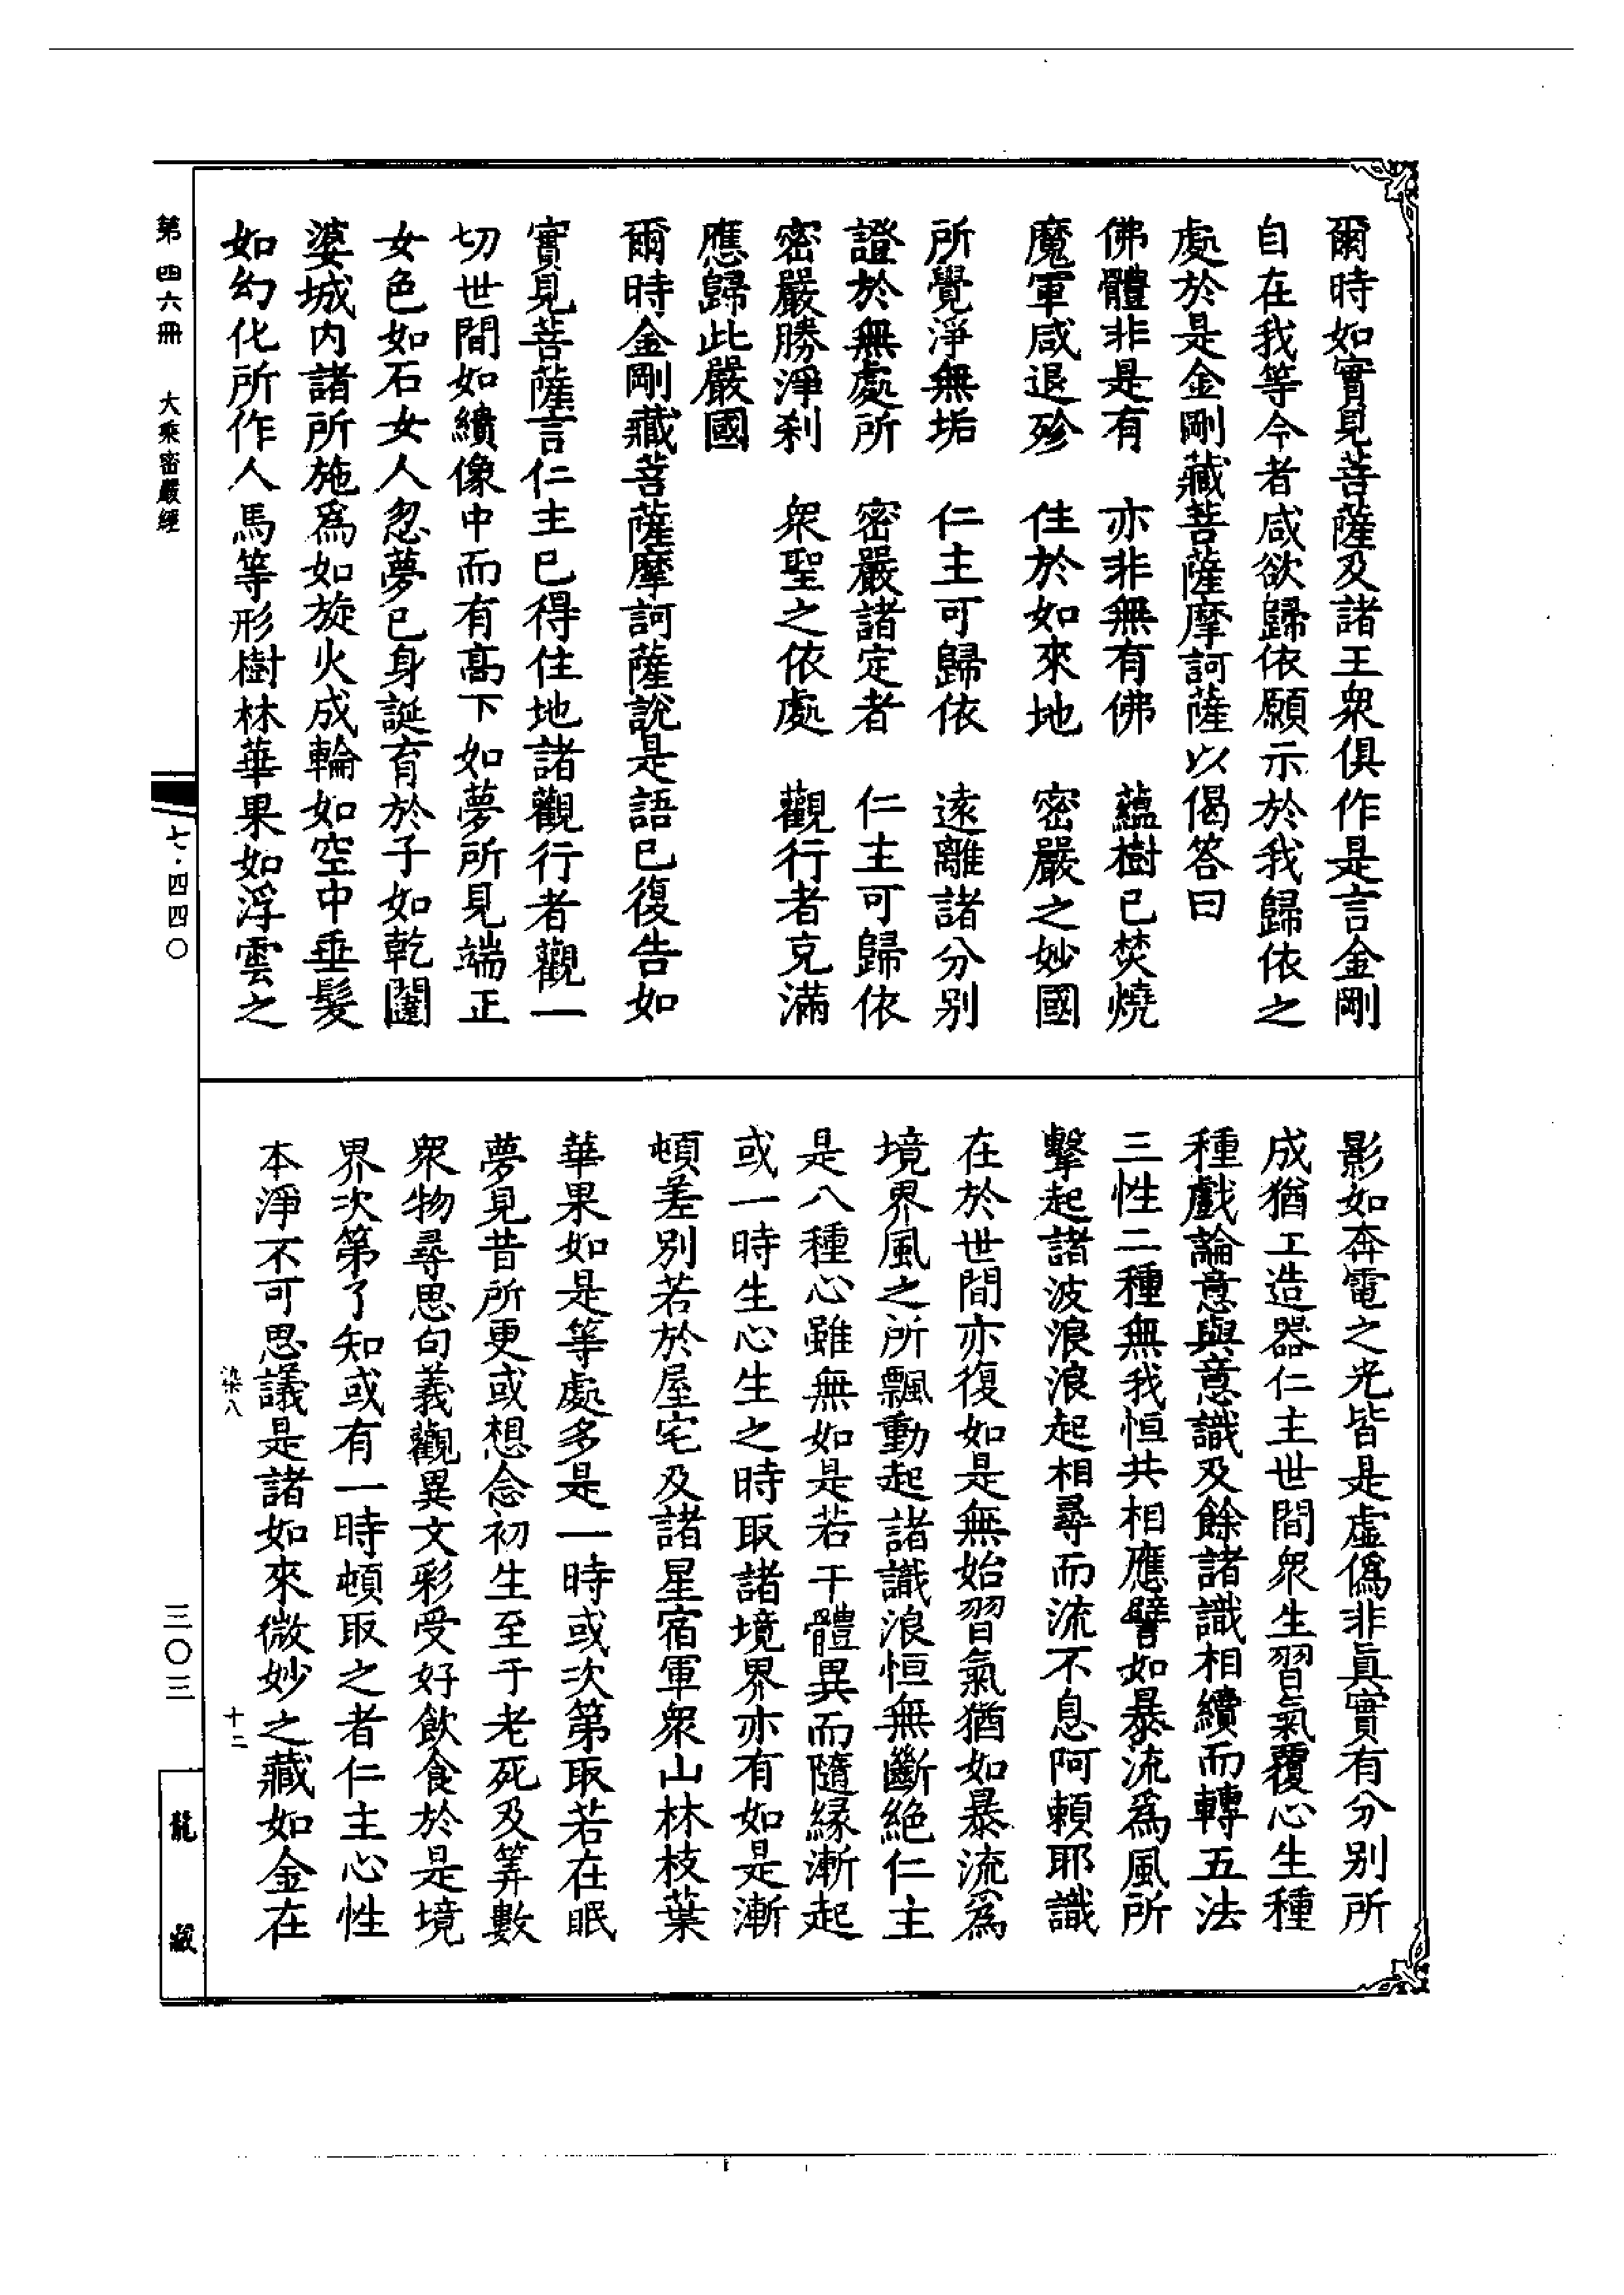 爾時如實見菩薩及諸王衆俱作是言金剛
自在我等今者咸欲歸依願示於我歸依之
處於是金剛藏菩薩摩訶薩以偈答曰
佛體非是有　亦非無有佛　蘊樹已焚燒
魔軍咸退殄　住於如來地　密嚴之妙國
所覺淨無垢　仁主可歸依　遠離諸分別
證於無處所　密嚴諸定者　仁主可歸依
密嚴勝淨刹　衆聖之依處　觀行者充滿
應歸此嚴國
爾時金剛藏菩薩摩訶薩說是語已復告如
實見菩薩言仁主已得住地諸觀行者觀一
切世間如繢像中而有高下如夢所見端正
女色如石女人忽夢已身誕育於子如乾闥
婆城内諸所施爲如旋火成輪如空中垂髮
如幻化所作人馬等形樹林華果如浮雲之
影如奔電之光皆是虛僞非眞實有分别所
成猶工造器仁主世間衆生習氣覆心生種
種戲論意與意識及餘諸識相續而轉五法
三性二種無我恒共相應譬如暴流爲風所
擊起諸波浪浪起相尋而流不息阿賴耶識
在於世間亦復如是無始習氣猶如暴流爲
境界風之所飄動起諸識浪恒無斷絶仁主
是八種心雖無如是若干體異而隨緣漸起
或一時生心生之時取諸境界亦有如是漸
頓差别若於屋宅及諸星宿軍衆山林枝葉
華果如是等處多是一時或次第取若在眠
夢見昔所更或想念初生至于老死及筭數
衆物尋思句義觀異文彩受好飲食於是境
界次第了知或有一時頓取之者仁主心性
本淨不可思議是諸如來微妙之藏如金在
染八
十二
第四六冊　大乘密嚴經
七・四四〇
三〇三
龍藏